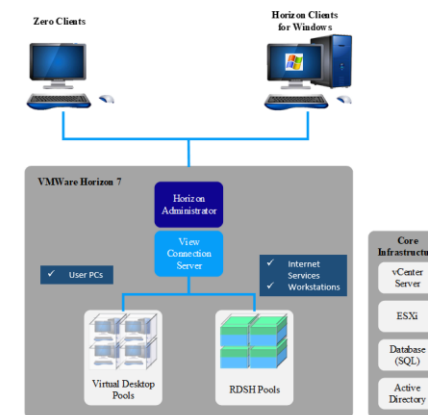 Zero Clients
Horizon Clients
for Windows
VMWare Horizon 7
Horizon
Administrator
View
Connection
Server
✓ User PCs
✓ Internet
Services
✓ Workstations
Virtual Desktop
Pools
RDSH Pools
Core
Infrastructu
vCenter
Server
ESXi
Database
(SQL)
Active
Directory